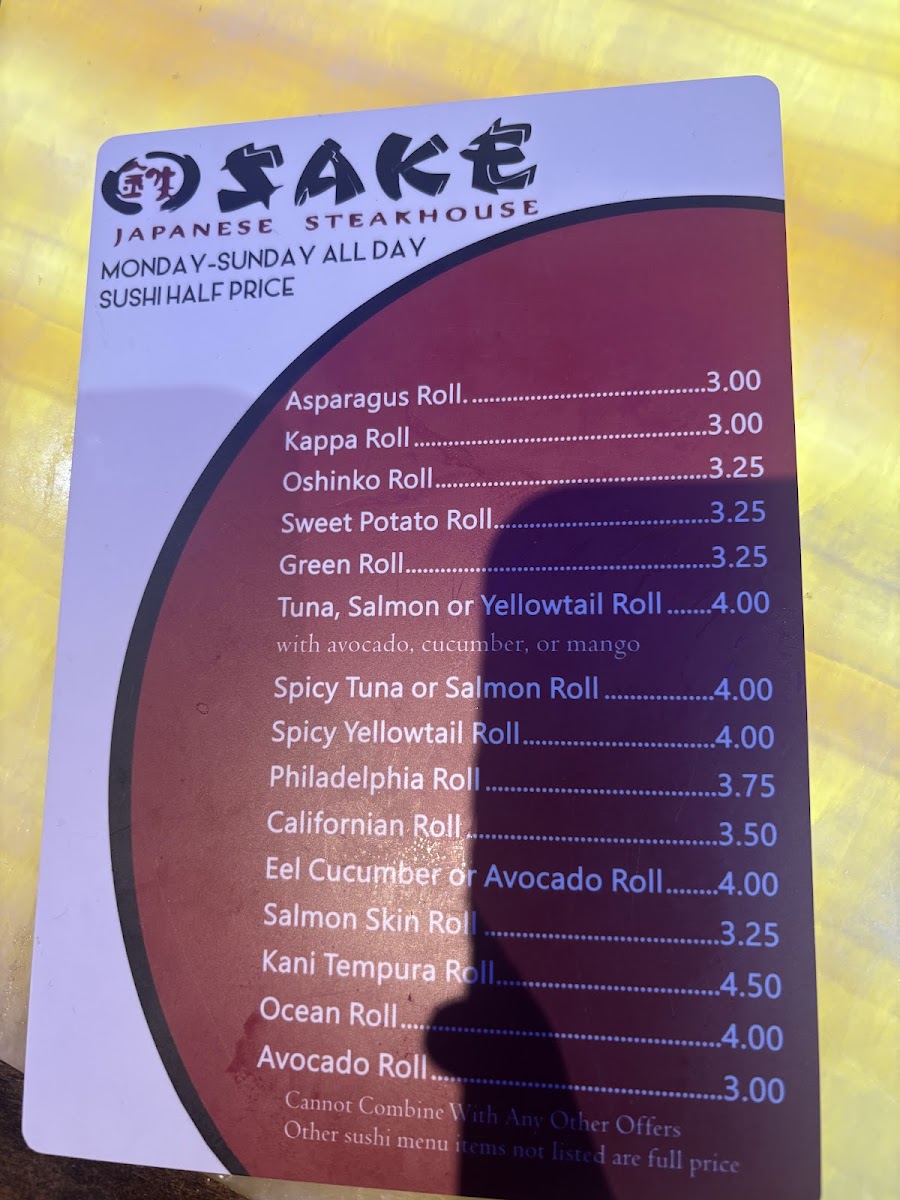 SAKE
JAPANESE STEAKHOUSE
MONDAY-SUNDAY ALL DAY
SUSHI HALF PRICE
Asparagus Roll.................................3.00
Kappa Roll.................................3.00
Oshinko Roll.................................3.25
Sweet Potato Roll.................................3.25
Green Roll.................................3.25
Tuna, Salmon or Yellowtail Roll.......4.00
with avocado, cucumber, or mango
Spicy Tuna or Salmon Roll.................4.00
Spicy Yellowtail Roll.............................4.00
Philadelphia Roll.................................3.75
Californian Roll.................................3.50
Eel Cucumber or Avocado Roll........4.00
Salmon Skin Roll.................................3.25
Kani Tempura Roll...............................4.50
Ocean Roll.................................4.00
Avocado Roll.................................3.00
Cannot Combine With Any Other Offers
Other sushi menu items not listed are full price